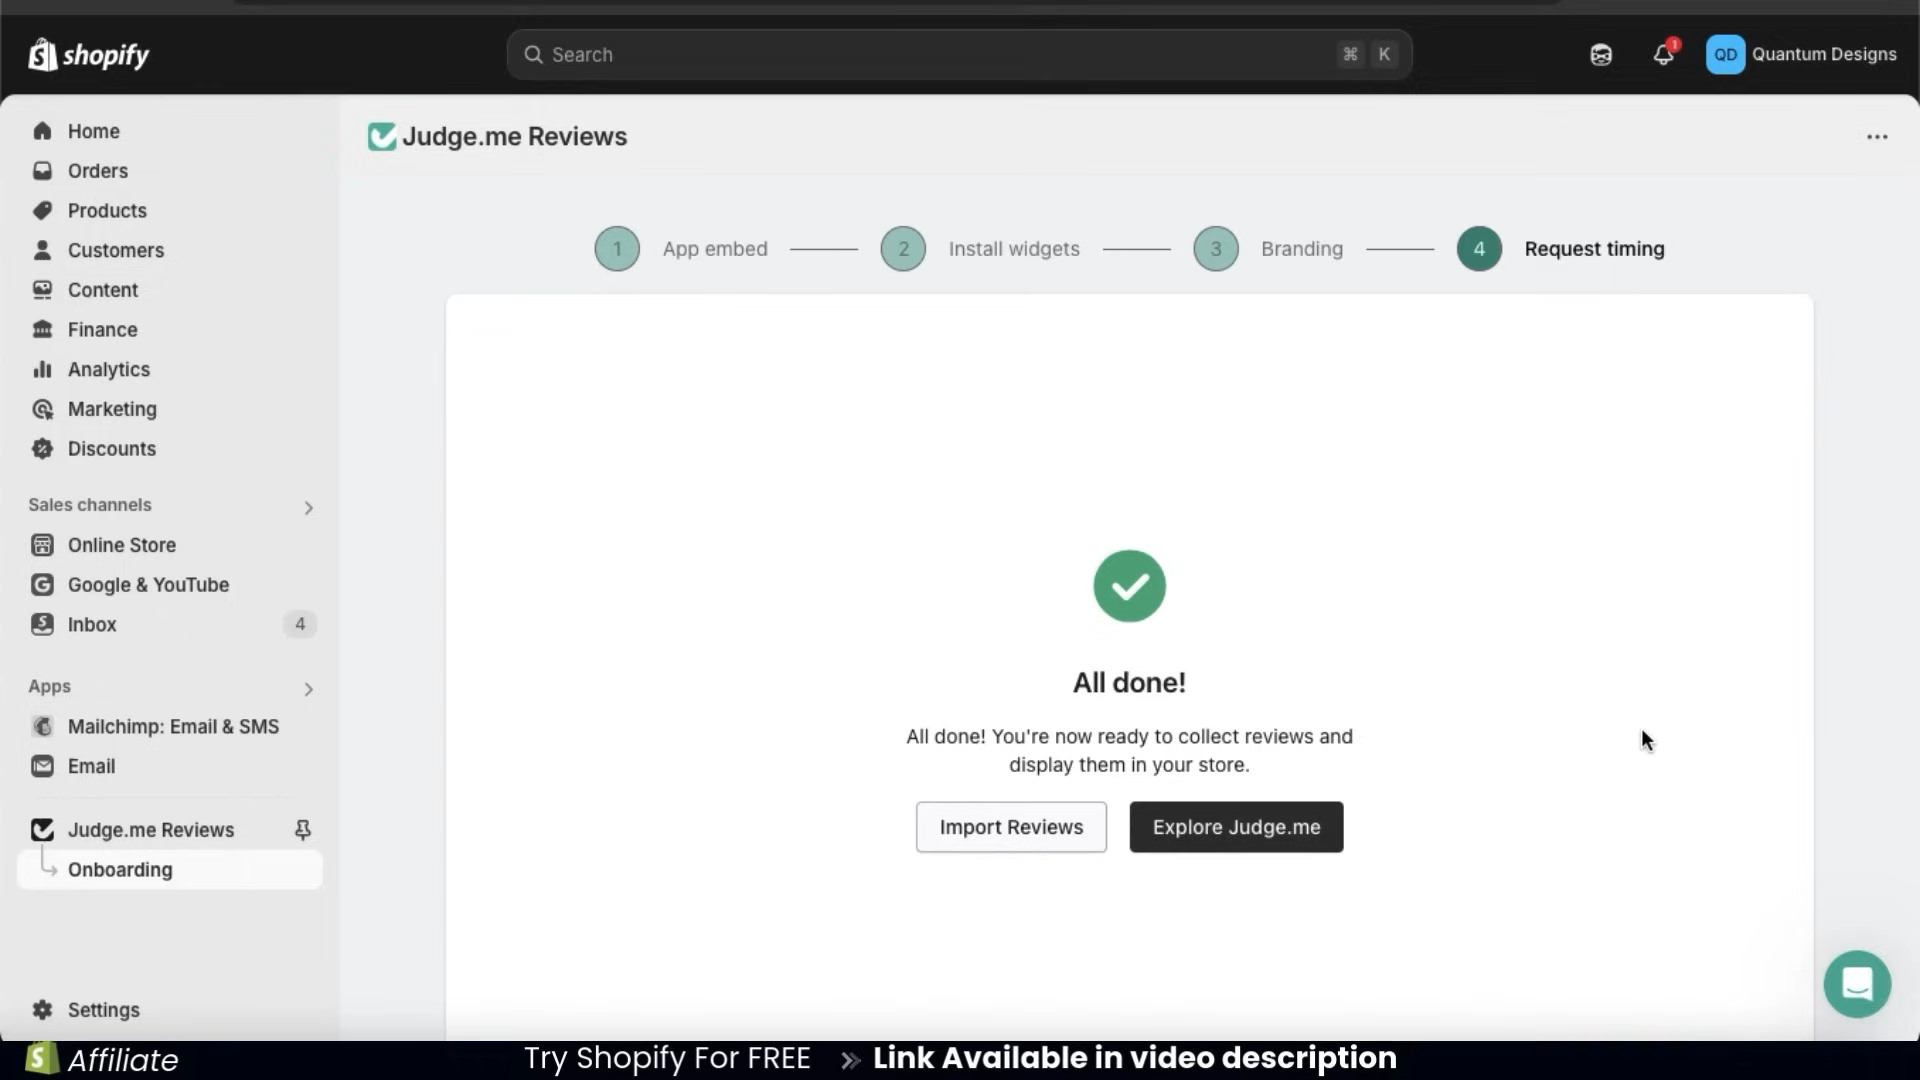 shopify
Search
⌘ K
1
QD
Quantum Designs
Home
Orders
Products
Customers
Content
Finance
Analytics
Marketing
Discounts
Sales channels
Online Store
Google & YouTube
Inbox
4
Apps
Mailchimp: Email & SMS
Email
Judge.me Reviews
Onboarding
Settings
Judge.me Reviews
1 App embed
2 Install widgets
3 Branding
4 Request timing
All done!
All done! You're now ready to collect reviews and
display them in your store.
Import Reviews
Explore Judge.me
Affiliate
Try Shopify For FREE
Link Available in video description